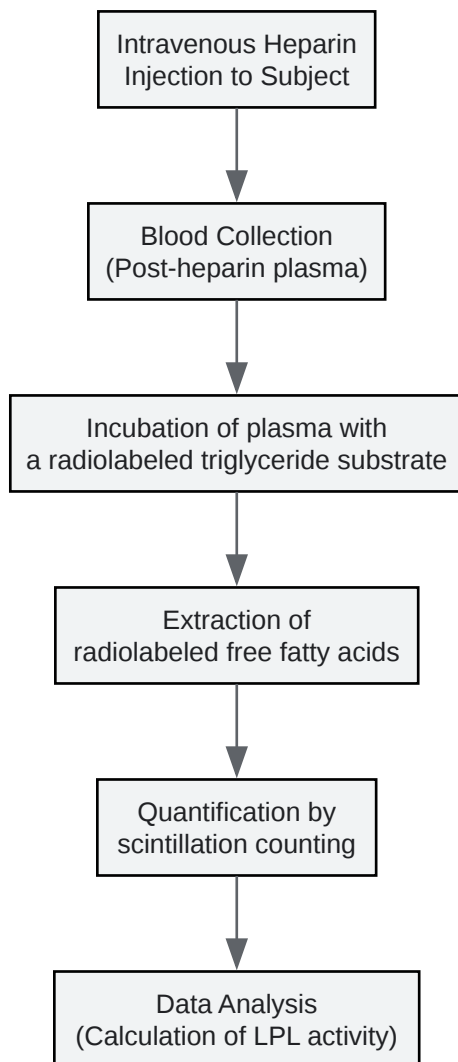 Intravenous Heparin
Injection to Subject
Blood Collection
(Post-heparin plasma)
Incubation of plasma with
a radiolabeled triglyceride substrate
Extraction of
radiolabeled free fatty acids
Quantification by
scintillation counting
Data Analysis
(Calculation of LPL activity)